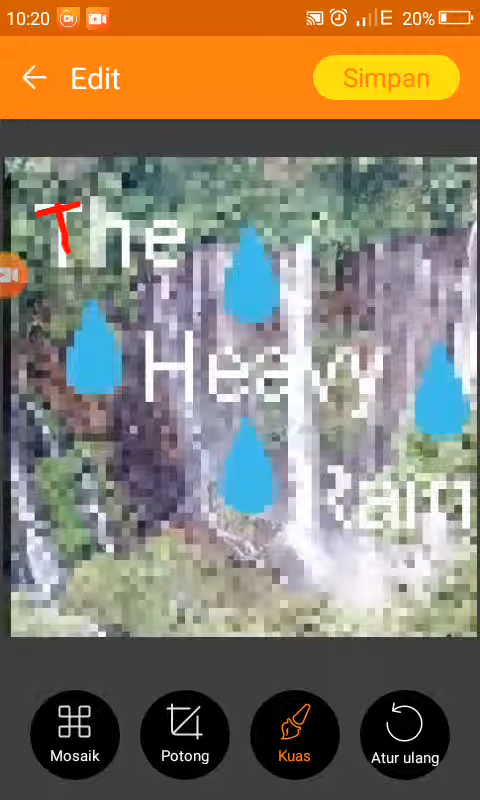 10:20
E 20%
Edit
Simpan
The
Heavy
Rain
Mosaik
Potong
Kuas
Atur ulang